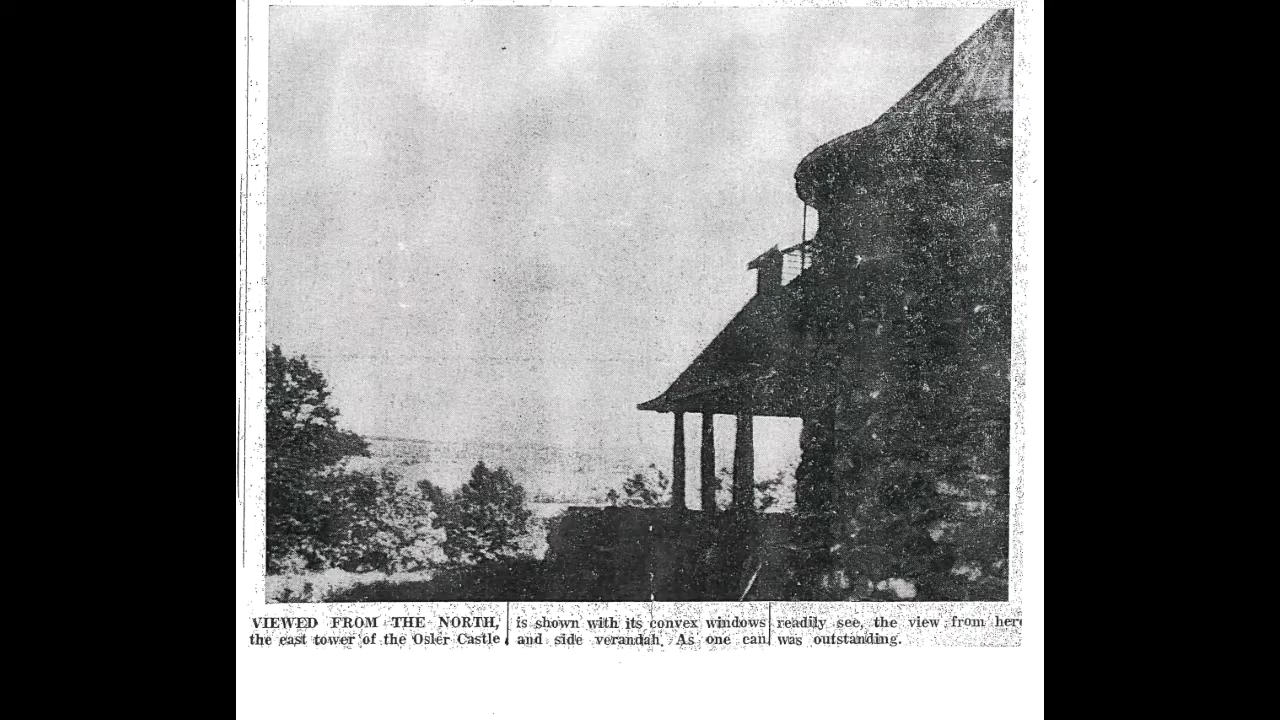 VIEWED FROM THE NORTH, is shown with its convex windows readily see, the view from here
the east tower of the Osler Castle and side verandah. As one can was outstanding.